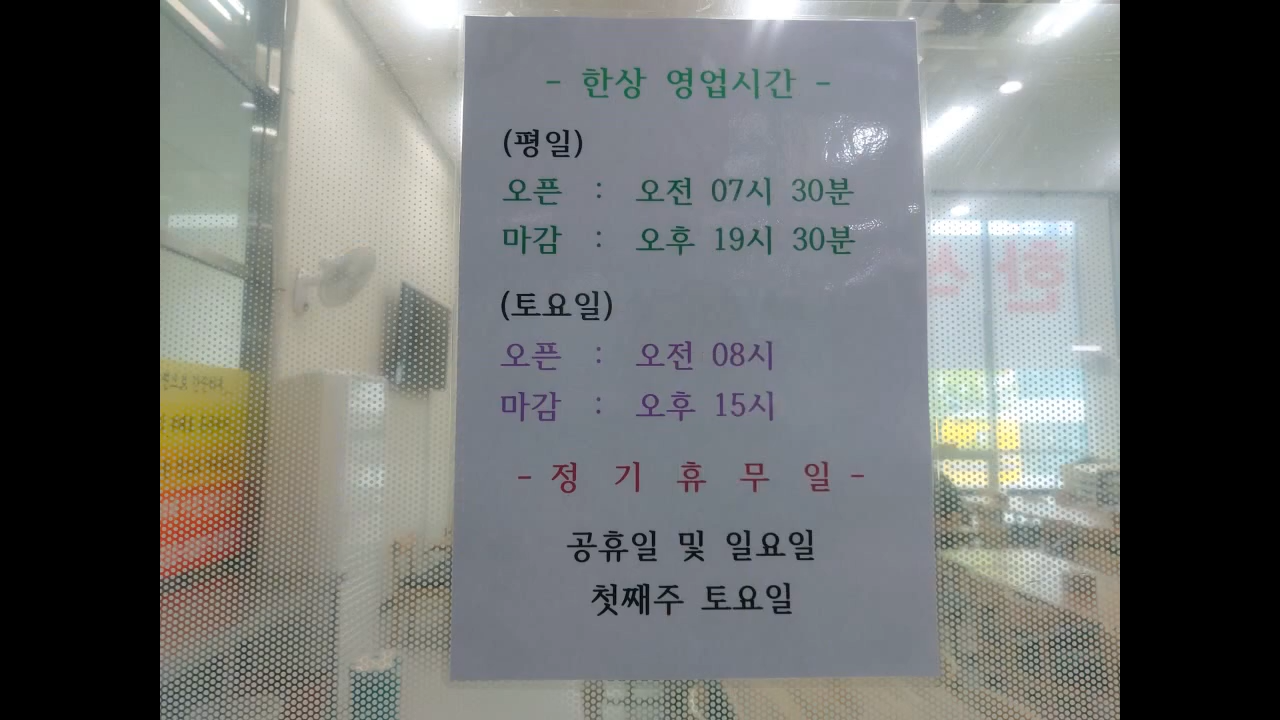 - 한상 영업시간 -
(평일)
오픈 : 오전 07시 30분
마감 : 오후 19시 30분
(토요일)
오픈 : 오전 08시
마감 : 오후 15시
- 정 기 휴 무 일 -
공휴일 및 일요일
첫째주 토요일
한